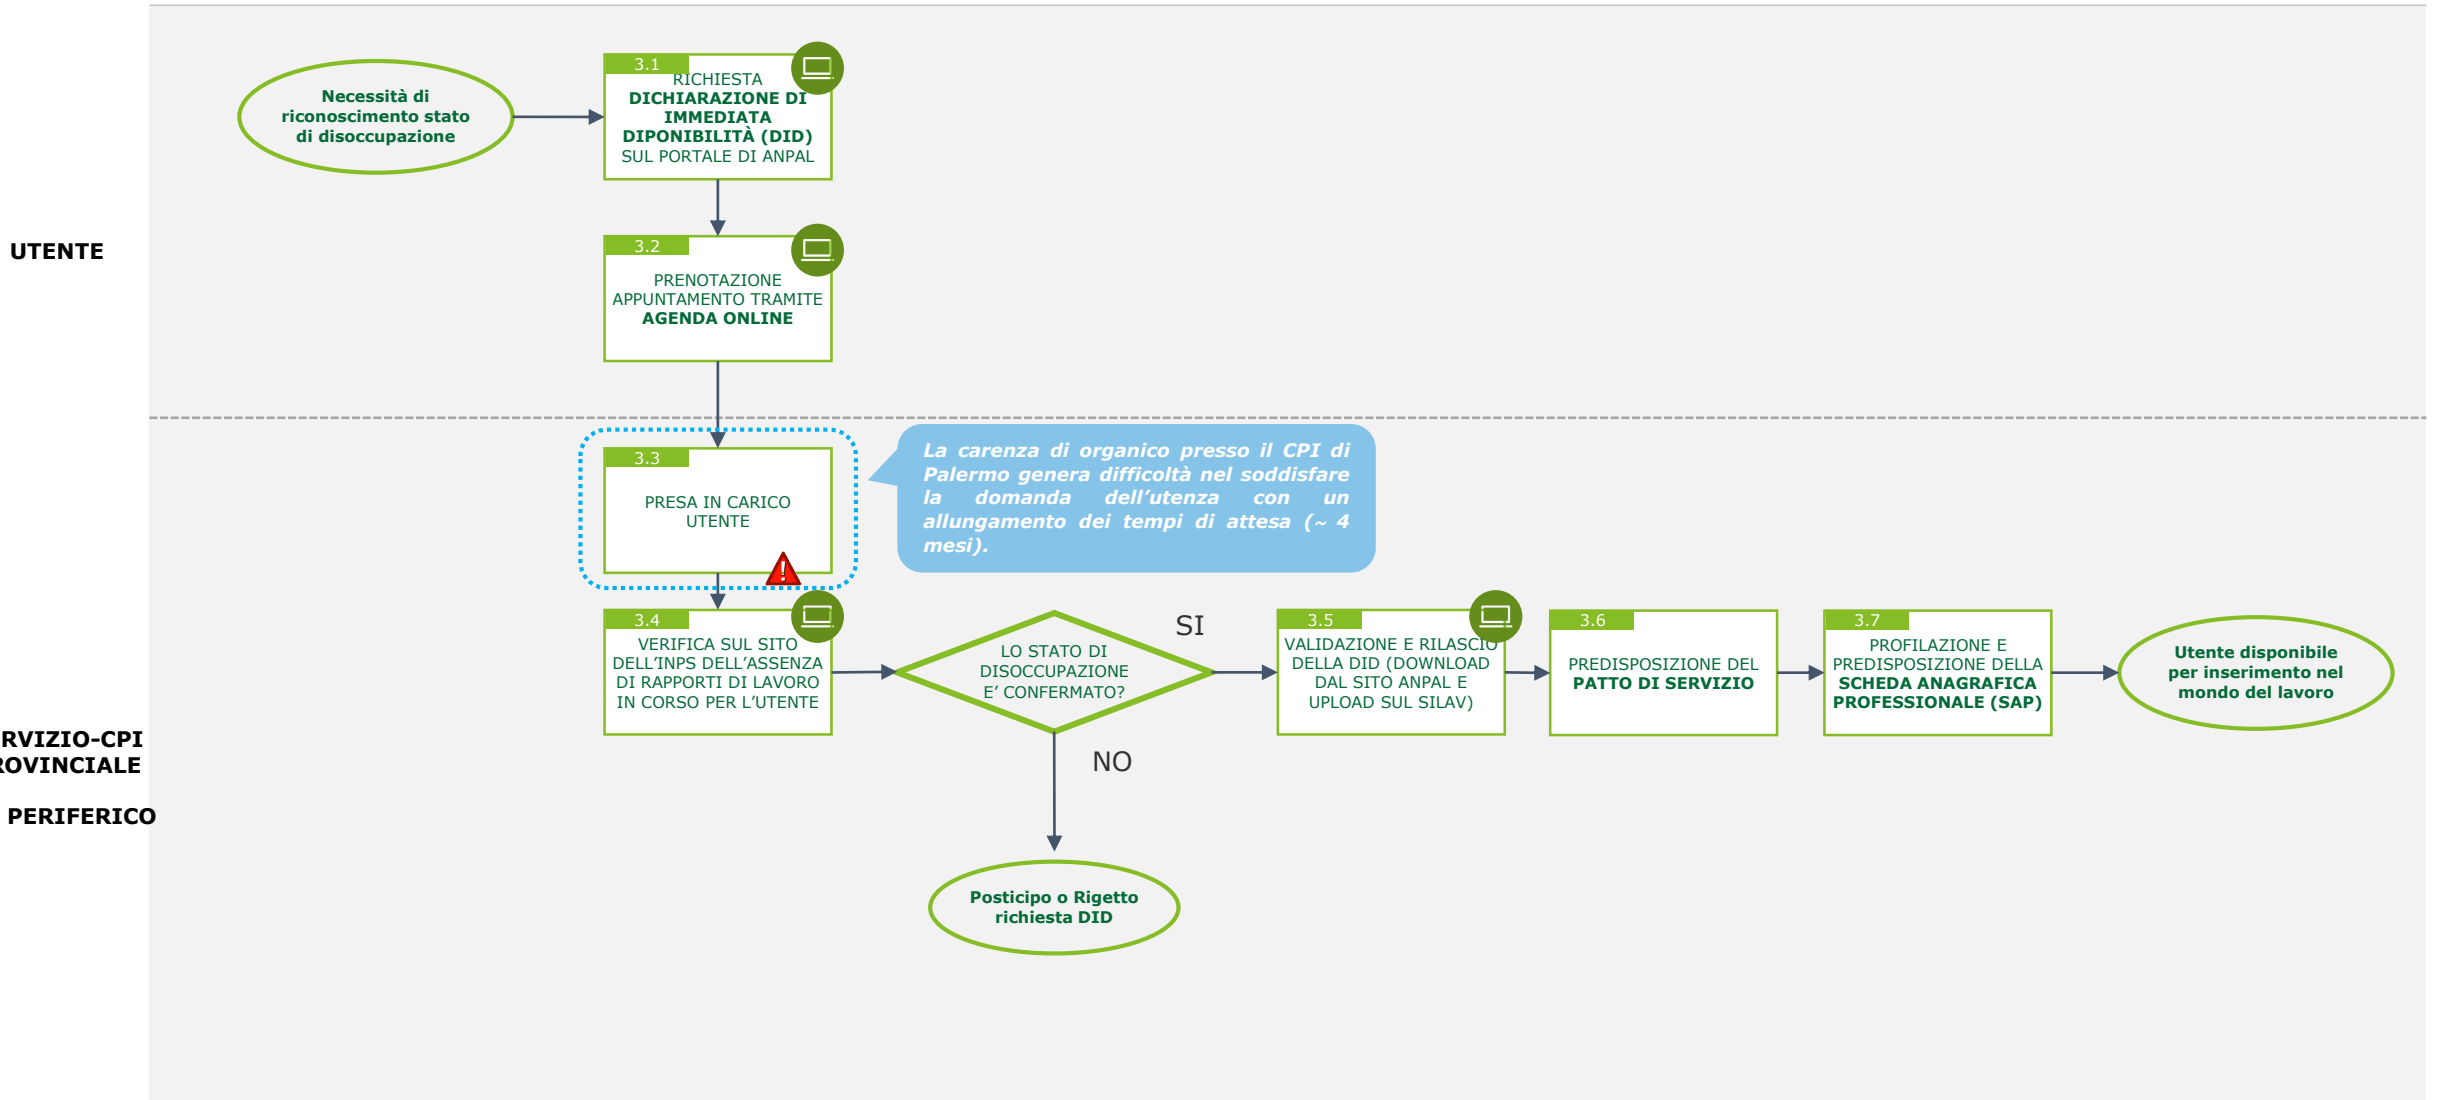 UTENTE
Necessità di
riconoscimento stato
di disoccupazione
3.1
RICHIESTA
DICHIARAZIONE DI
IMMEDIATA
DIPONIBILITÀ (DID)
SUL PORTALE DI ANPAL
3.2
PRENOTAZIONE
APPUNTAMENTO TRAMITE
AGENDA ONLINE
RVIZIO-CPI
ROVINCIALE
PERIFERICO
3.3
PRESA IN CARICO
UTENTE
!
La carenza di organico presso il CPI di
Palermo genera difficoltà nel soddisfare
la domanda dell’utenza con un
allungamento dei tempi di attesa (~ 4
mesi).
3.4
VERIFICA SUL SITO
DELL’INPS DELL’ASSENZA
DI RAPPORTI DI LAVORO
IN CORSO PER L’UTENTE
LO STATO DI
DISOCCUPAZIONE
E’ CONFERMATO?
SI
NO
Posticipo o Rigetto
richiesta DID
3.5
VALIDAZIONE E RILASCIO
DELLA DID (DOWNLOAD
DAL SITO ANPAL E
UPLOAD SUL SILAV)
3.6
PREDISPOSIZIONE DEL
PATTO DI SERVIZIO
3.7
PROFILAZIONE E
PREDISPOSIZIONE DELLA
SCHEDA ANAGRAFICA
PROFESSIONALE (SAP)
Utente disponibile
per inserimento nel
mondo del lavoro